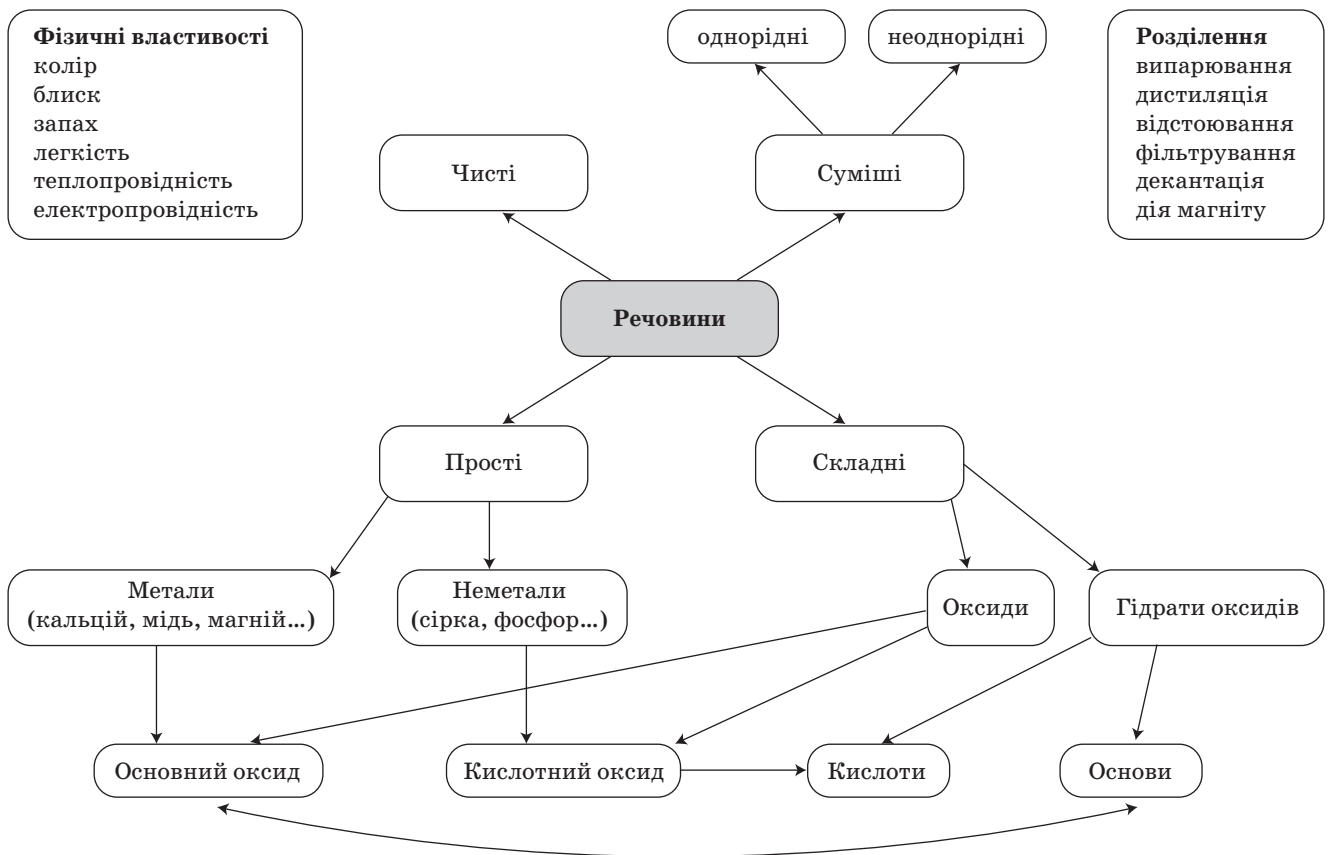 Фізичні властивості
колір
блиск
запах
легкість
теплопровідність
електропровідність
однорідні
неоднорідні
Розділення
випарювання
дистиляція
відстоювання
фільтрування
декантація
дія магніту
Чисті
Суміші
Речовини
Прості
Складні
Метали
(кальцій, мідь, магній...)
Неметали
(сірка, фосфор...)
Оксиди
Гідрати оксидів
Основний оксид
Кислотний оксид
Кислоти
Основи